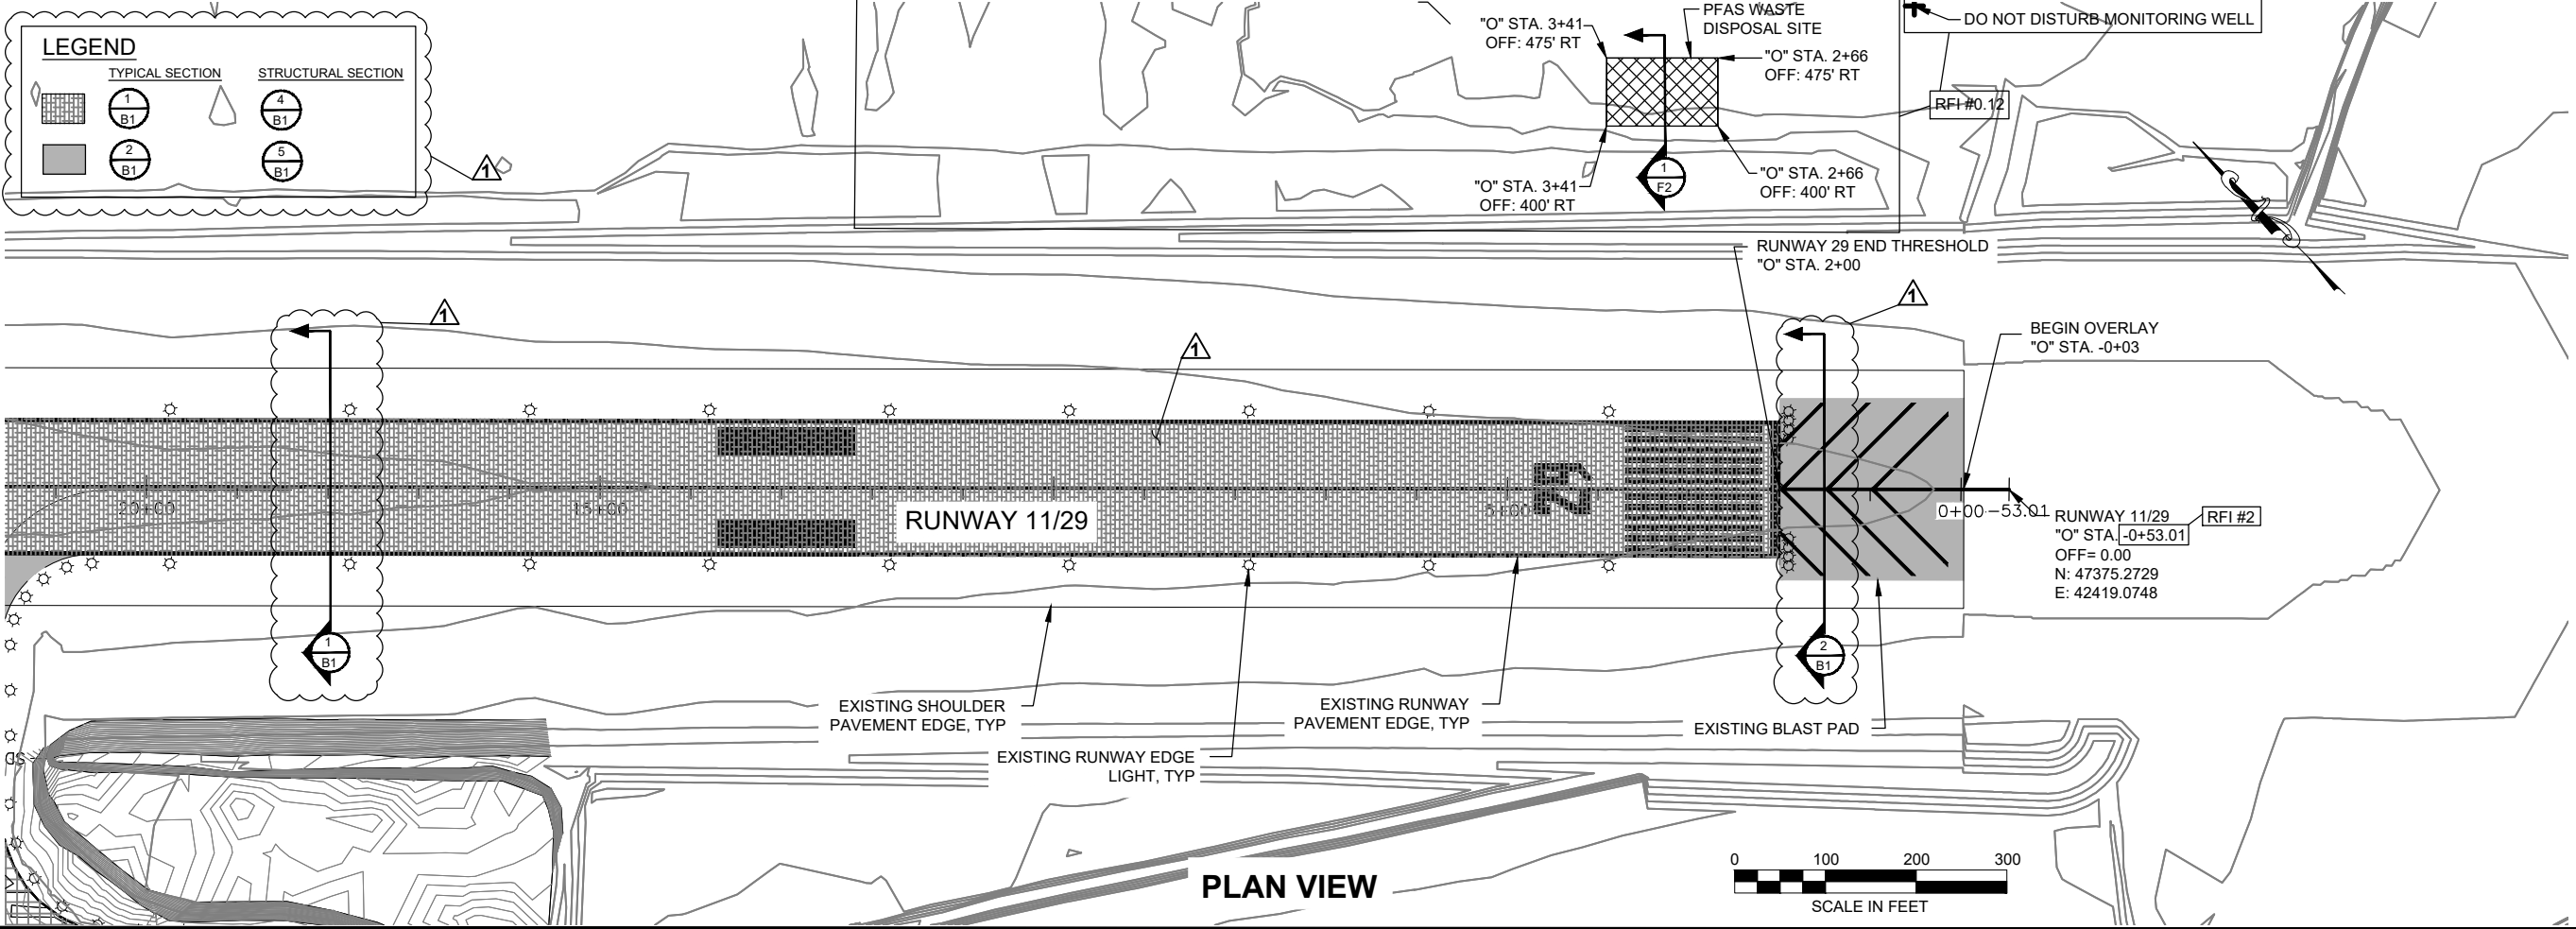 LEGEND
TYPICAL SECTION
STRUCTURAL SECTION
1
B1
4
B1
2
B1
5
B1
1
"O" STA. 3+41
OFF: 475' RT
PFAS WASTE
DISPOSAL SITE
"O" STA. 2+66
OFF: 475' RT
DO NOT DISTURB MONITORING WELL
RFI #0.12
"O" STA. 3+41
OFF: 400' RT
1
F2
"O" STA. 2+66
OFF: 400' RT
RUNWAY 29 END THRESHOLD
"O" STA. 2+00
1
1
1
BEGIN OVERLAY
"O" STA. -0+03
20+00
15+00
RUNWAY 11/29
5+00
29
0+00
-53.01
RUNWAY 11/29
"O" STA. -0+53.01
RFI #2
OFF= 0.00
N: 47375.2729
E: 42419.0748
1
B1
2
B1
EXISTING SHOULDER
PAVEMENT EDGE, TYP
EXISTING RUNWAY
PAVEMENT EDGE, TYP
EXISTING BLAST PAD
EXISTING RUNWAY EDGE
LIGHT, TYP
SD
PLAN VIEW
0 100 200 300
SCALE IN FEET